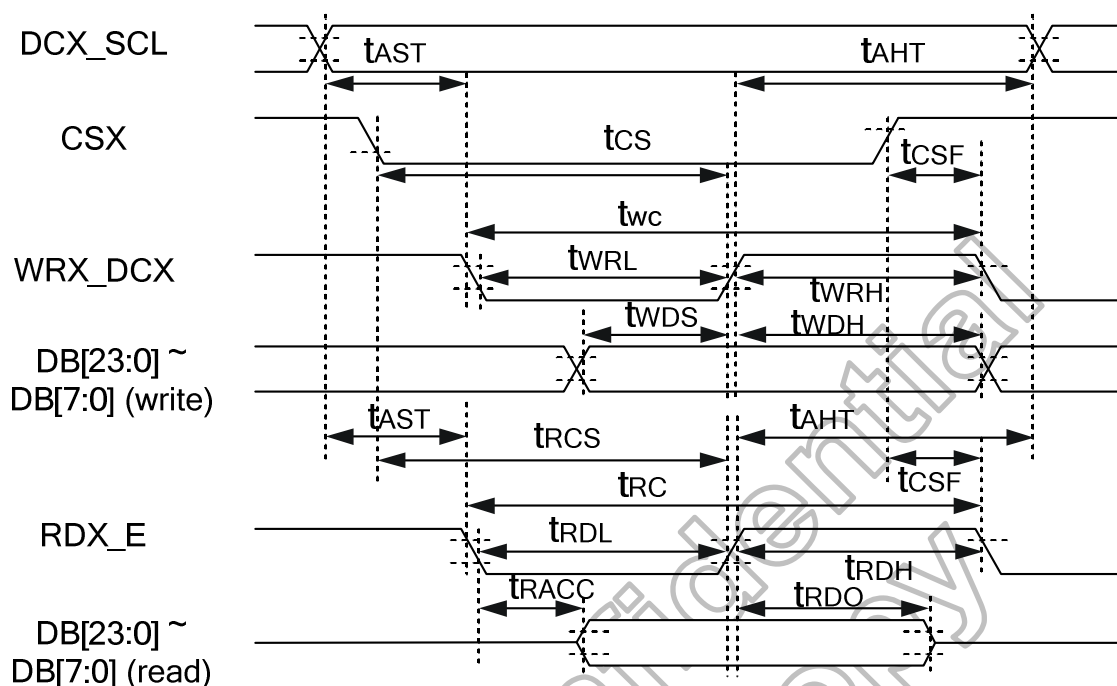 DCX_SCL
tAST
tAHT
CSX
tCS
tCSF
twc
WRX_DCX
tWRL
tWRH
tWDS
tWDH
DB[23:0] ~
DB[7:0] (write)
tAST
tAHT
tRCS
tCSF
tRC
RDX_E
tRDL
tRDH
tRACC
tRDO
DB[23:0] ~
DB[7:0] (read)